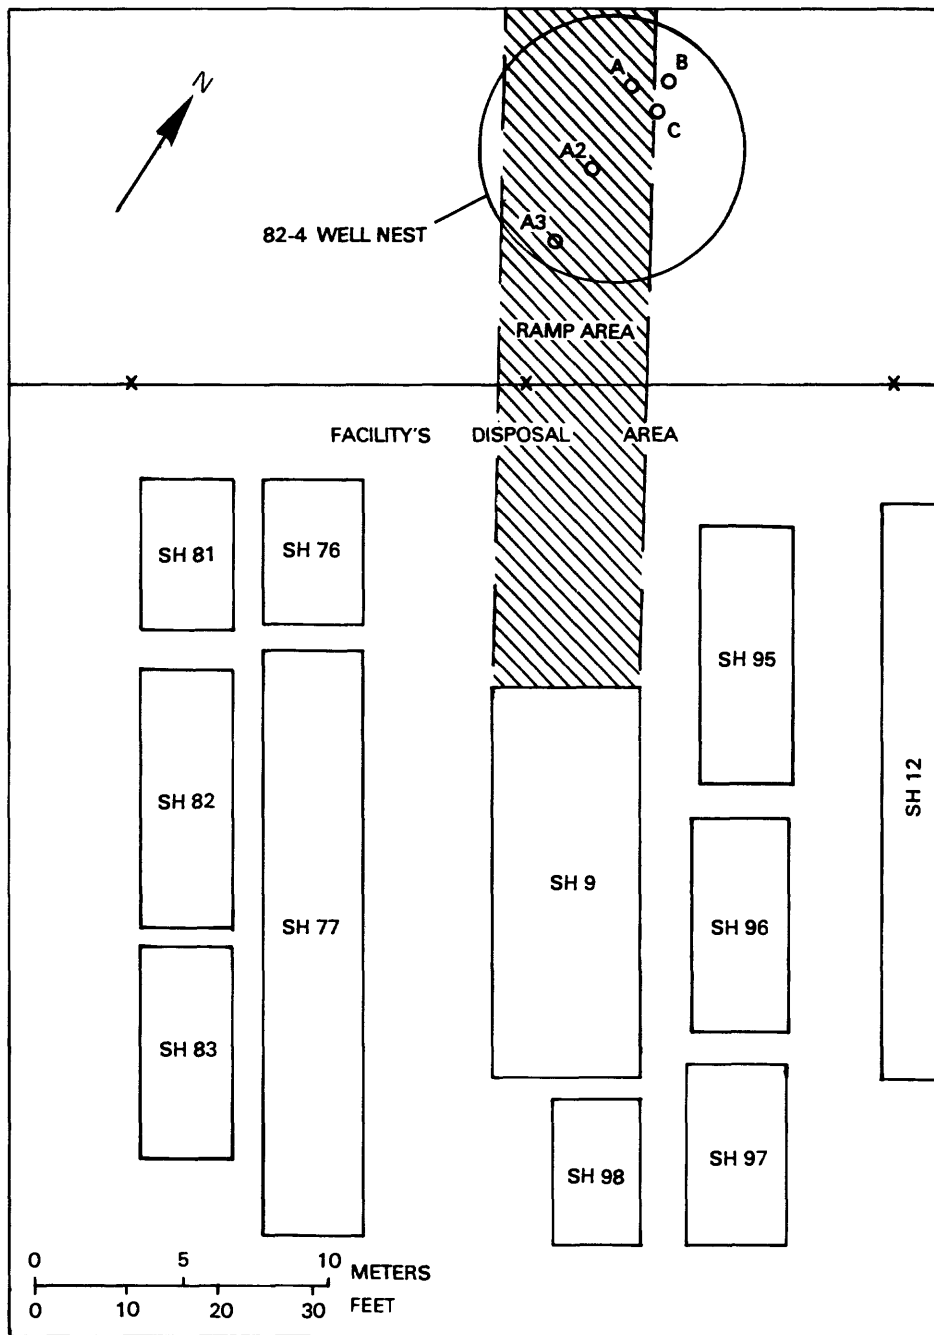 N
A
B
C
A2
A3
82-4 WELL NEST
RAMP AREA
X X X
FACILITY'S DISPOSAL AREA
SH 81
SH 76
SH 95
SH 12
SH 82
SH 77
SH 9
SH 96
SH 83
SH 98
SH 97
0 5 10 METERS
0 10 20 30 FEET